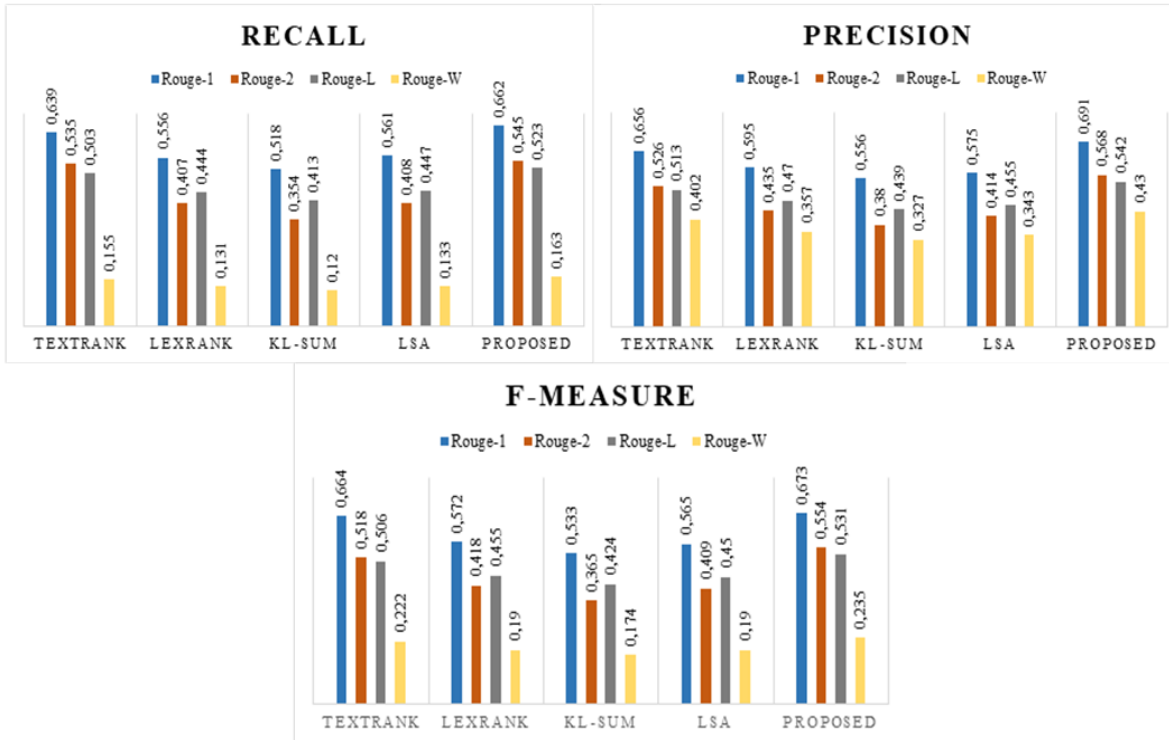 RECALL
Rouge-1 Rouge-2 Rouge-L Rouge-W
0,639 0,535 0,503 0,155
0,556 0,407 0,444 0,131
0,518 0,354 0,413 0,12
0,561 0,408 0,447 0,133
0,662 0,545 0,523 0,163
TEXTRANK LEXRANK KL-SUM LSA PROPOSED
PRECISION
Rouge-1 Rouge-2 Rouge-L Rouge-W
0,656 0,526 0,513 0,402
0,595 0,435 0,47 0,357
0,556 0,38 0,439 0,327
0,575 0,414 0,455 0,343
0,691 0,568 0,542 0,43
TEXTRANK LEXRANK KL-SUM LSA PROPOSED
F-MEASURE
Rouge-1 Rouge-2 Rouge-L Rouge-W
0,664 0,518 0,506 0,222
0,572 0,418 0,455 0,19
0,533 0,365 0,424 0,174
0,565 0,409 0,45 0,19
0,673 0,554 0,531 0,235
TEXTRANK LEXRANK KL-SUM LSA PROPOSED